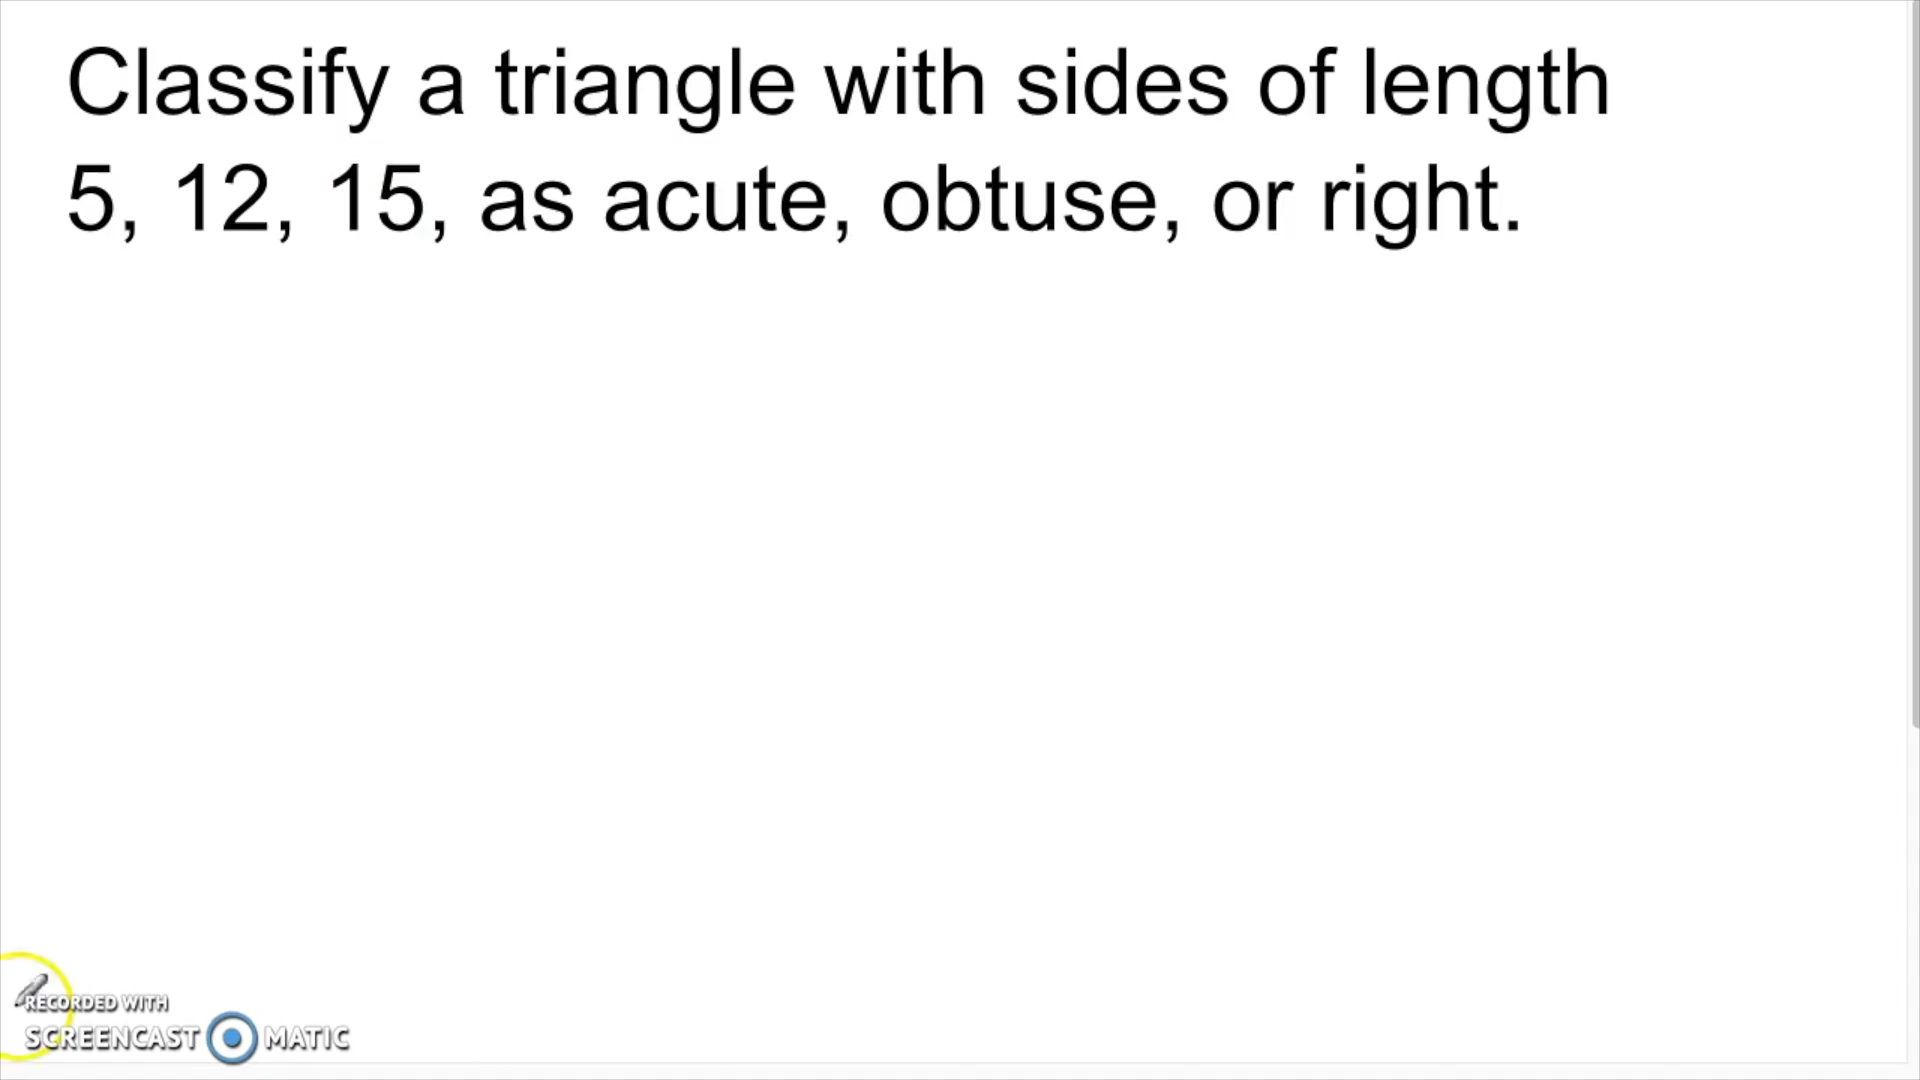 Classify a triangle with sides of length
5, 12, 15, as acute, obtuse, or right.
RECORDED WITH
SCREENCAST MATIC